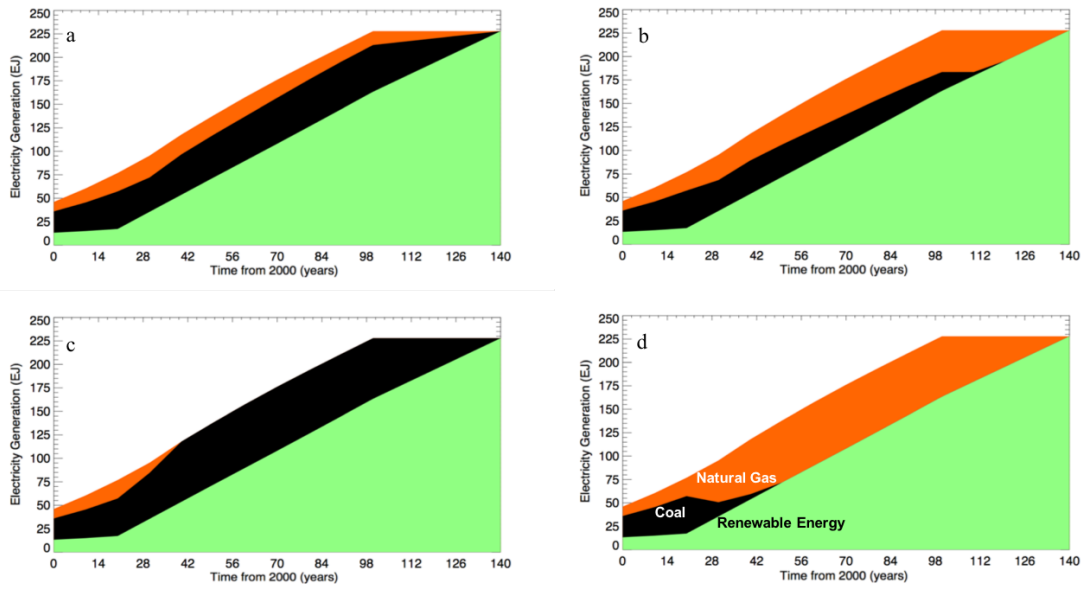 a
Electricity Generation (EJ)
250
225
200
175
150
125
100
75
50
25
0
0 14 28 42 56 70 84 98 112 126 140
Time from 2000 (years)
b
Electricity Generation (EJ)
250
225
200
175
150
125
100
75
50
25
0
0 14 28 42 56 70 84 98 112 126 140
Time from 2000 (years)
c
Electricity Generation (EJ)
250
225
200
175
150
125
100
75
50
25
0
0 14 28 42 56 70 84 98 112 126 140
Time from 2000 (years)
d
Electricity Generation (EJ)
250
225
200
175
150
125
100
75
50
25
0
Natural Gas
Coal
Renewable Energy
0 14 28 42 56 70 84 98 112 126 140
Time from 2000 (years)